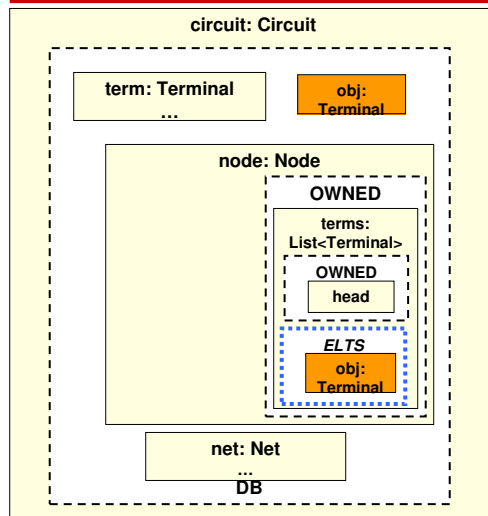 circuit: Circuit
term: Terminal
...
obj:
Terminal
node: Node
OWNED
terms:
List<Terminal>
OWNED
head
ELTS
obj:
Terminal
net: Net
...
DB